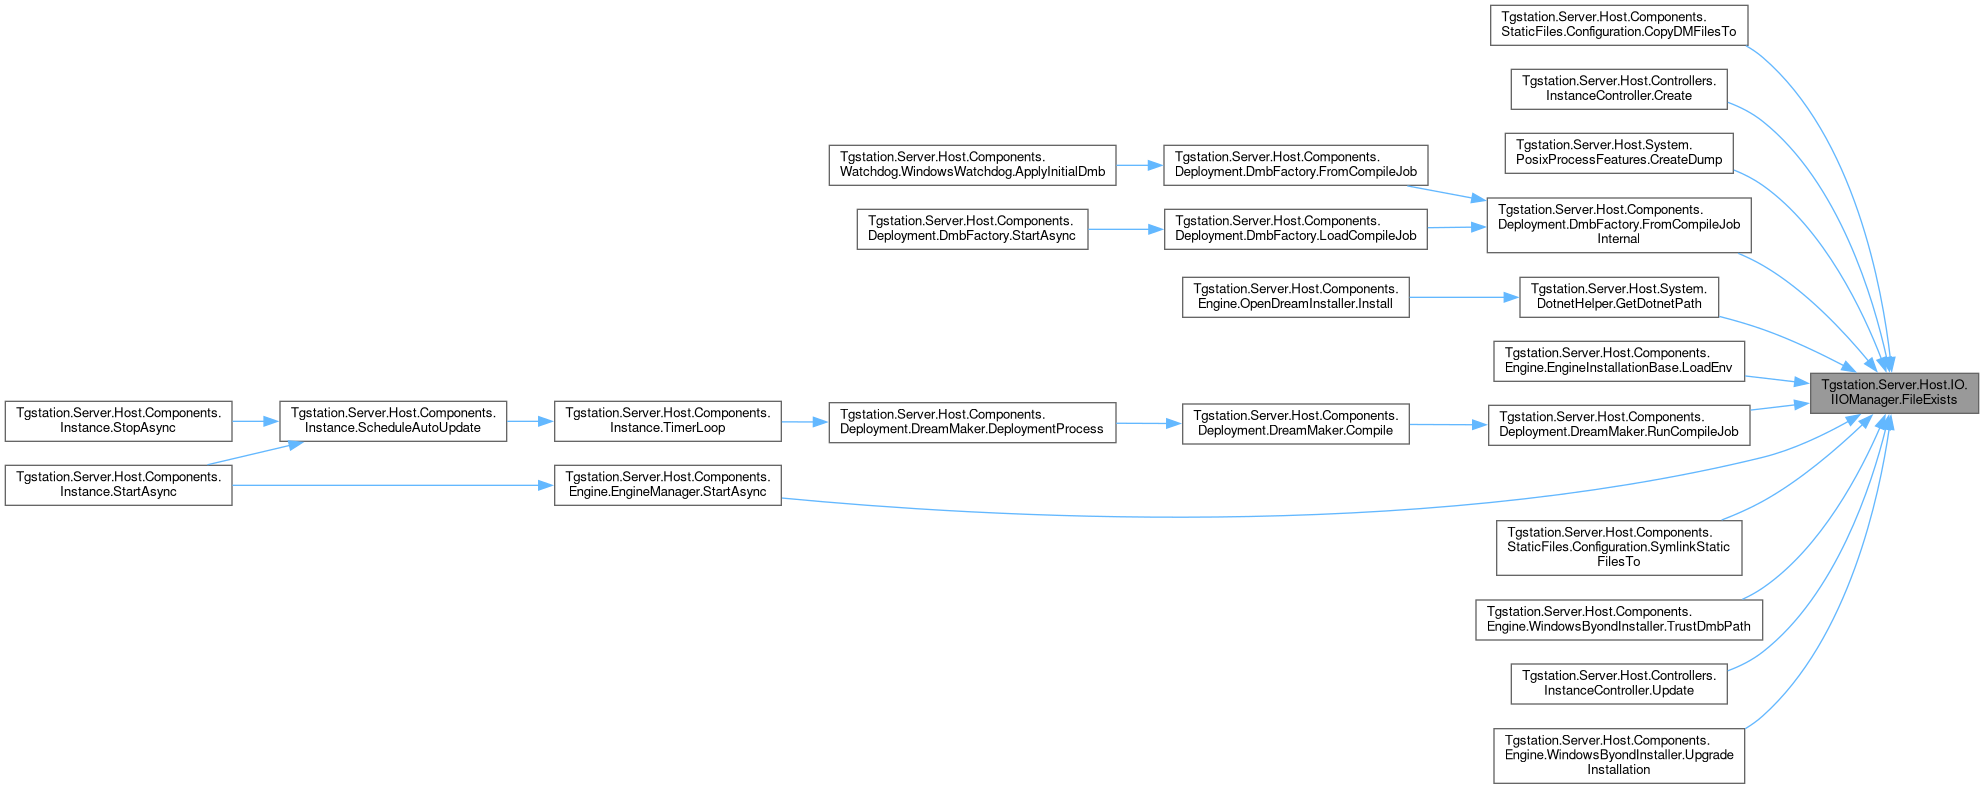 Tgstation.Server.Host.Components.
StaticFiles.Configuration.CopyDMFilesTo
Tgstation.Server.Host.Controllers.
InstanceController.Create
Tgstation.Server.Host.System.
PosixProcessFeatures.CreateDump
Tgstation.Server.Host.Components.
Watchdog.WindowsWatchdog.ApplyInitialDmb
Tgstation.Server.Host.Components.
Deployment.DmbFactory.FromCompileJob
Tgstation.Server.Host.Components.
Deployment.DmbFactory.StartAsync
Tgstation.Server.Host.Components.
Deployment.DmbFactory.LoadCompileJob
Tgstation.Server.Host.Components.
Deployment.DmbFactory.FromCompileJob
Internal
Tgstation.Server.Host.Components.
Engine.OpenDreamInstaller.Install
Tgstation.Server.Host.System.
DotnetHelper.GetDotnetPath
Tgstation.Server.Host.Components.
Engine.EngineInstallationBase.LoadEnv
Tgstation.Server.Host.IO.
IIOManager.FileExists
Tgstation.Server.Host.Components.
Instance.StopAsync
Tgstation.Server.Host.Components.
Instance.ScheduleAutoUpdate
Tgstation.Server.Host.Components.
Instance.TimerLoop
Tgstation.Server.Host.Components.
Deployment.DreamMaker.DeploymentProcess
Tgstation.Server.Host.Components.
Deployment.DreamMaker.Compile
Tgstation.Server.Host.Components.
Deployment.DreamMaker.RunCompileJob
Tgstation.Server.Host.Components.
Instance.StartAsync
Tgstation.Server.Host.Components.
Engine.EngineManager.StartAsync
Tgstation.Server.Host.Components.
StaticFiles.Configuration.SymlinkStatic
FilesTo
Tgstation.Server.Host.Components.
Engine.WindowsByondInstaller.TrustDmbPath
Tgstation.Server.Host.Controllers.
InstanceController.Update
Tgstation.Server.Host.Components.
Engine.WindowsByondInstaller.Upgrade
Installation